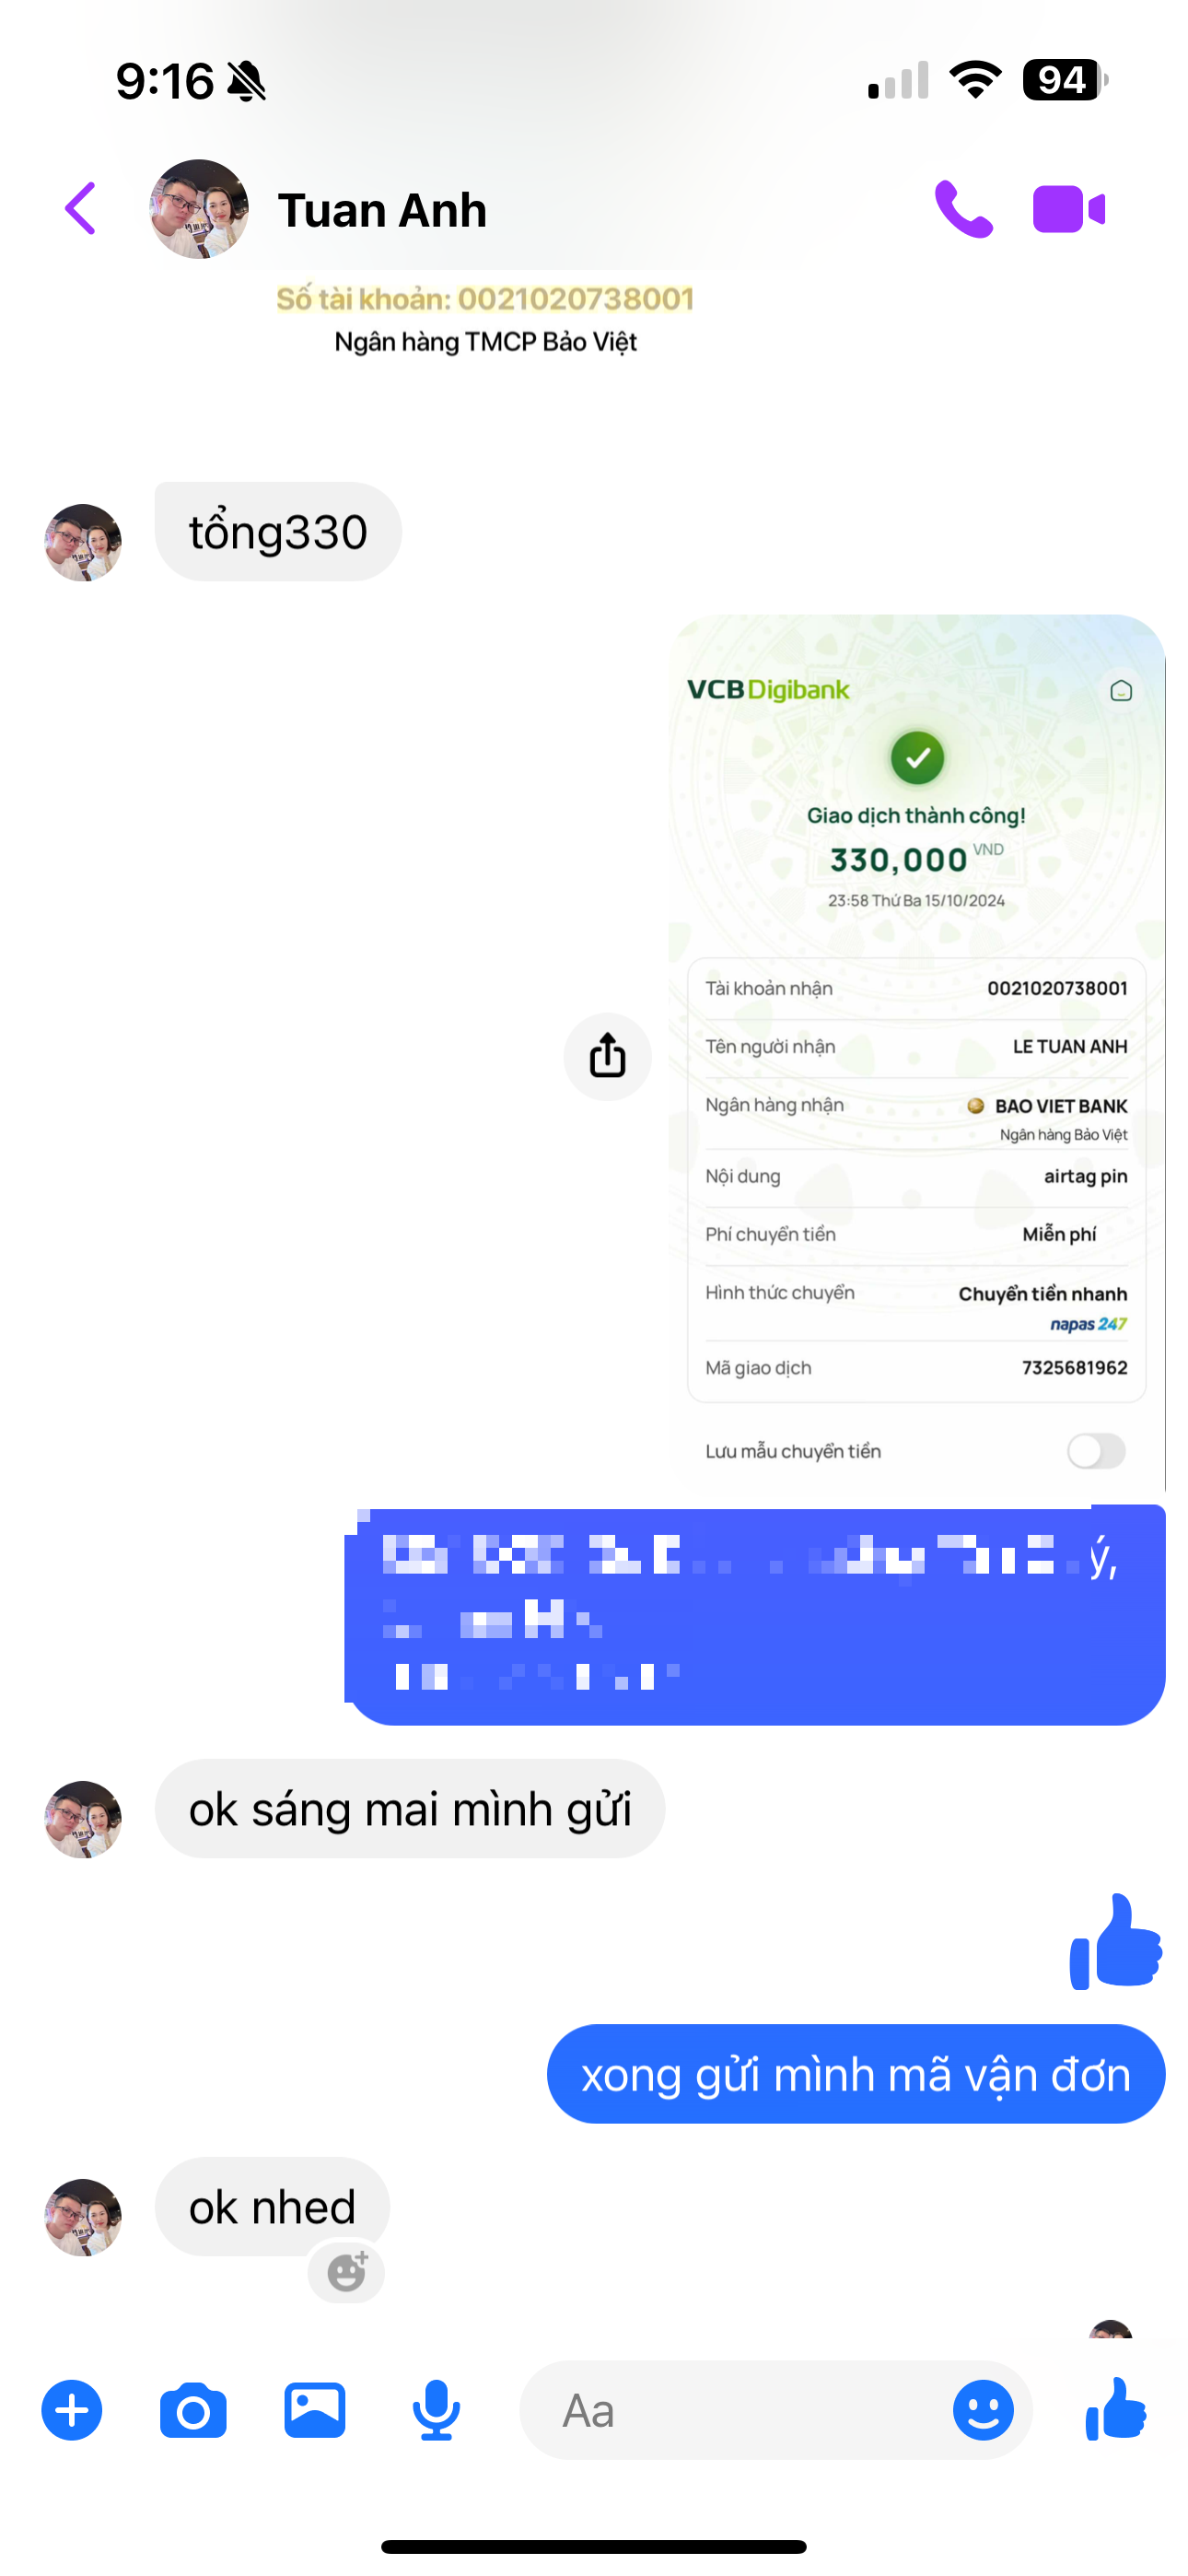 9:16
94
Tuan Anh
Số tài khoản: 0021020738001
Ngân hàng TMCP Bảo Việt
tổng330
VCB Digibank
Giao dịch thành công!
330,000 VND
23:58 Thứ Ba 15/10/2024
Tài khoản nhận 0021020738001
Tên người nhận LE TUAN ANH
Ngân hàng nhận BAO VIET BANK
Ngân hàng Bảo Việt
Nội dung airtag pin
Phí chuyển tiền Miễn phí
Hình thức chuyển Chuyển tiền nhanh
napas 247
Mã giao dịch 7325681962
Lưu mẫu chuyển tiền
ok sáng mai mình gửi
xong gửi mình mã vận đơn
ok nhed
Aa